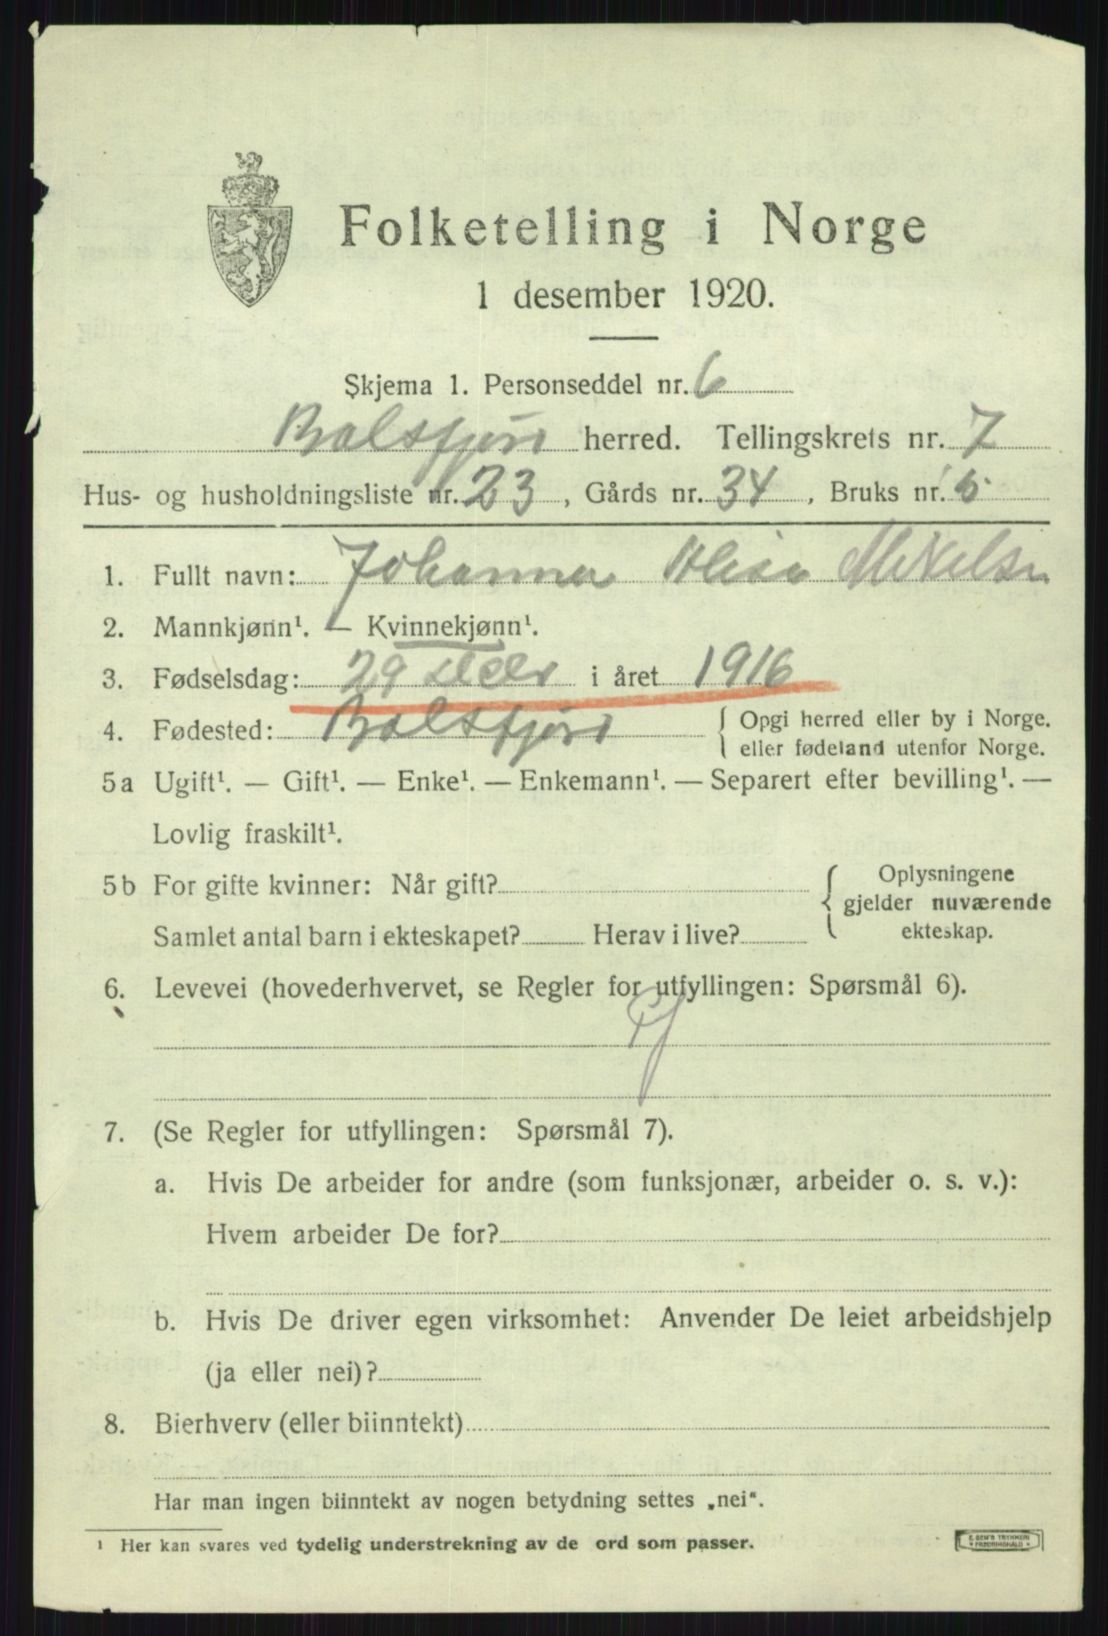 Folketelling i Norge
1 desember 1920.
Skjema 1. Personseddel nr. 6
Balsfjord herred. Tellingskrets nr. 7
Hus- og husholdningsliste nr. 23, Gårds nr. 34, Bruks nr. 5
1. Fullt navn: Johanna Mikelsen
2. Mannkjønn¹. — Kvinnekjønn¹.
3. Fødselsdag: 29 i året 1916
4. Fødested: Balsfjord { Opgi herred eller by i Norge.
eller fødeland utenfor Norge.
5a Ugift¹. — Gift¹. — Enke¹. — Enkemann¹. — Separert efter bevilling¹. —
Lovlig fraskilt¹.
5b For gifte kvinner: Når gift? { Oplysningene
gjelder nuværende
Samlet antal barn i ekteskapet? Herav i live? ekteskap.
6. Levevei (hovederhvervet, se Regler for utfyllingen: Spørsmål 6).
7. (Se Regler for utfyllingen: Spørsmål 7).
a. Hvis De arbeider for andre (som funksjonær, arbeider o. s. v.):
Hvem arbeider De for?
b. Hvis De driver egen virksomhet: Anvender De leiet arbeidshjelp
(ja eller nei)?
8. Bierhverv (eller biinntekt)
Har man ingen biinntekt av nogen betydning settes „nei“.
¹ Her kan svares ved tydelig understrekning av de ord som passer.
E. SEM'S TRYKKERI
* FREDRIKSHALD *